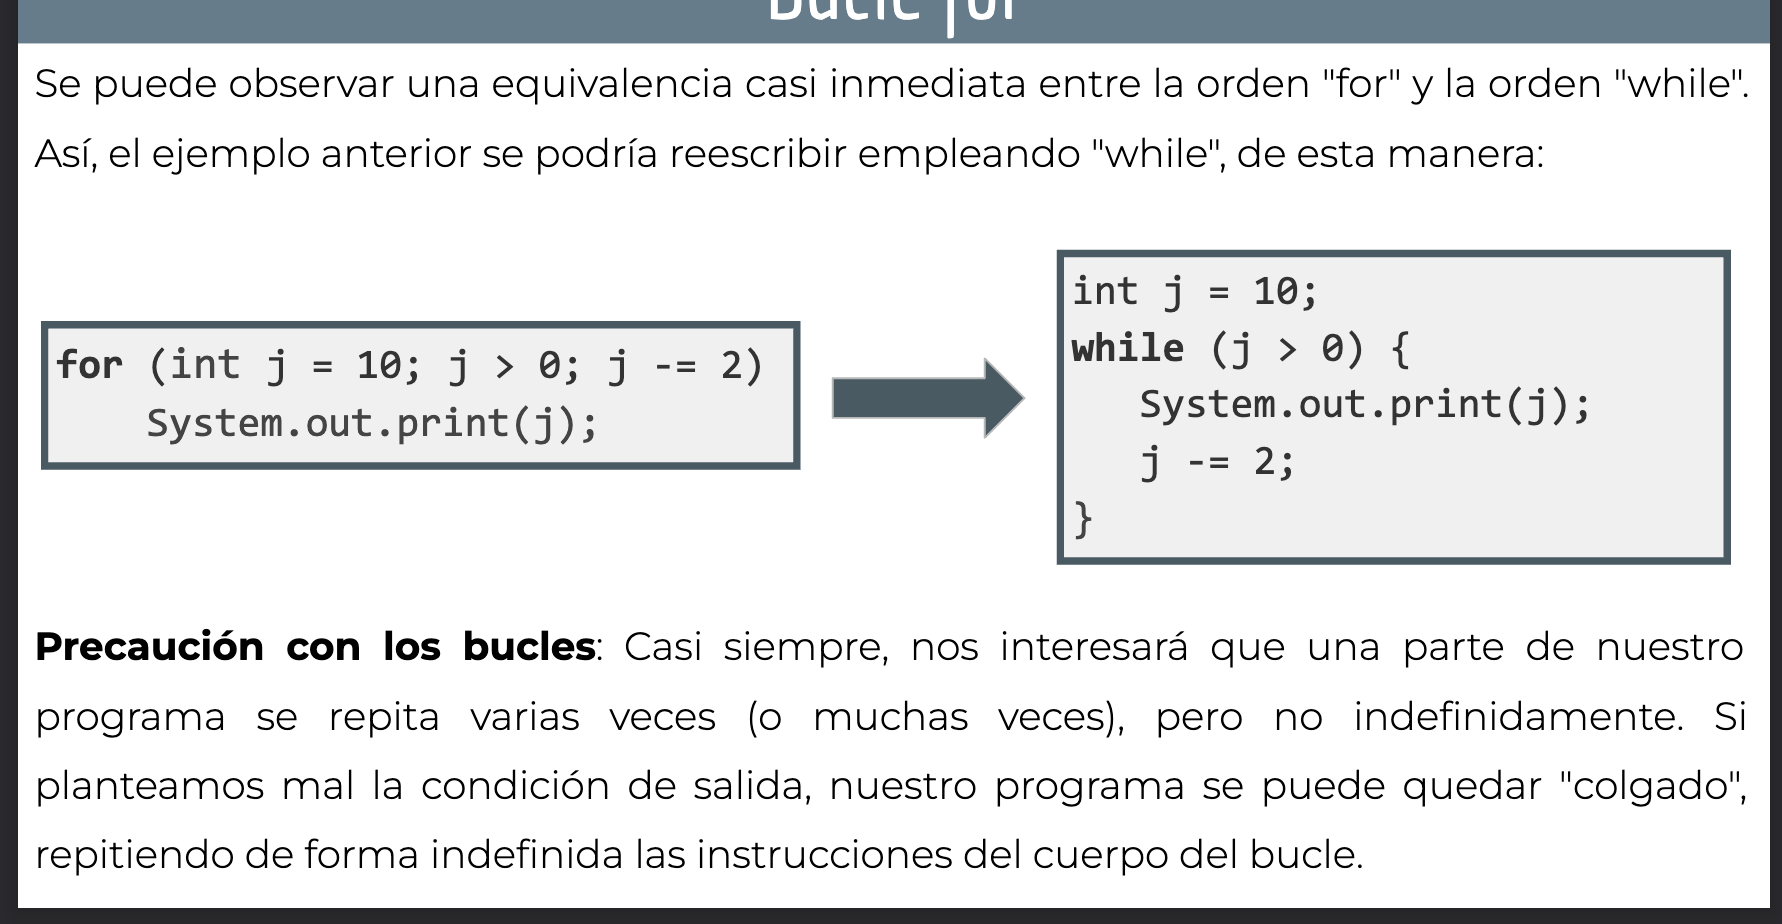 Bucle for
Se puede observar una equivalencia casi inmediata entre la orden "for" y la orden "while".
Así, el ejemplo anterior se podría reescribir empleando "while", de esta manera:
for (int j = 10; j > 0; j -= 2)
System.out.print(j);
int j = 10;
while (j > 0) {
System.out.print(j);
j -= 2;
}
Precaución con los bucles: Casi siempre, nos interesará que una parte de nuestro
programa se repita varias veces (o muchas veces), pero no indefinidamente. Si
planteamos mal la condición de salida, nuestro programa se puede quedar "colgado",
repitiendo de forma indefinida las instrucciones del cuerpo del bucle.